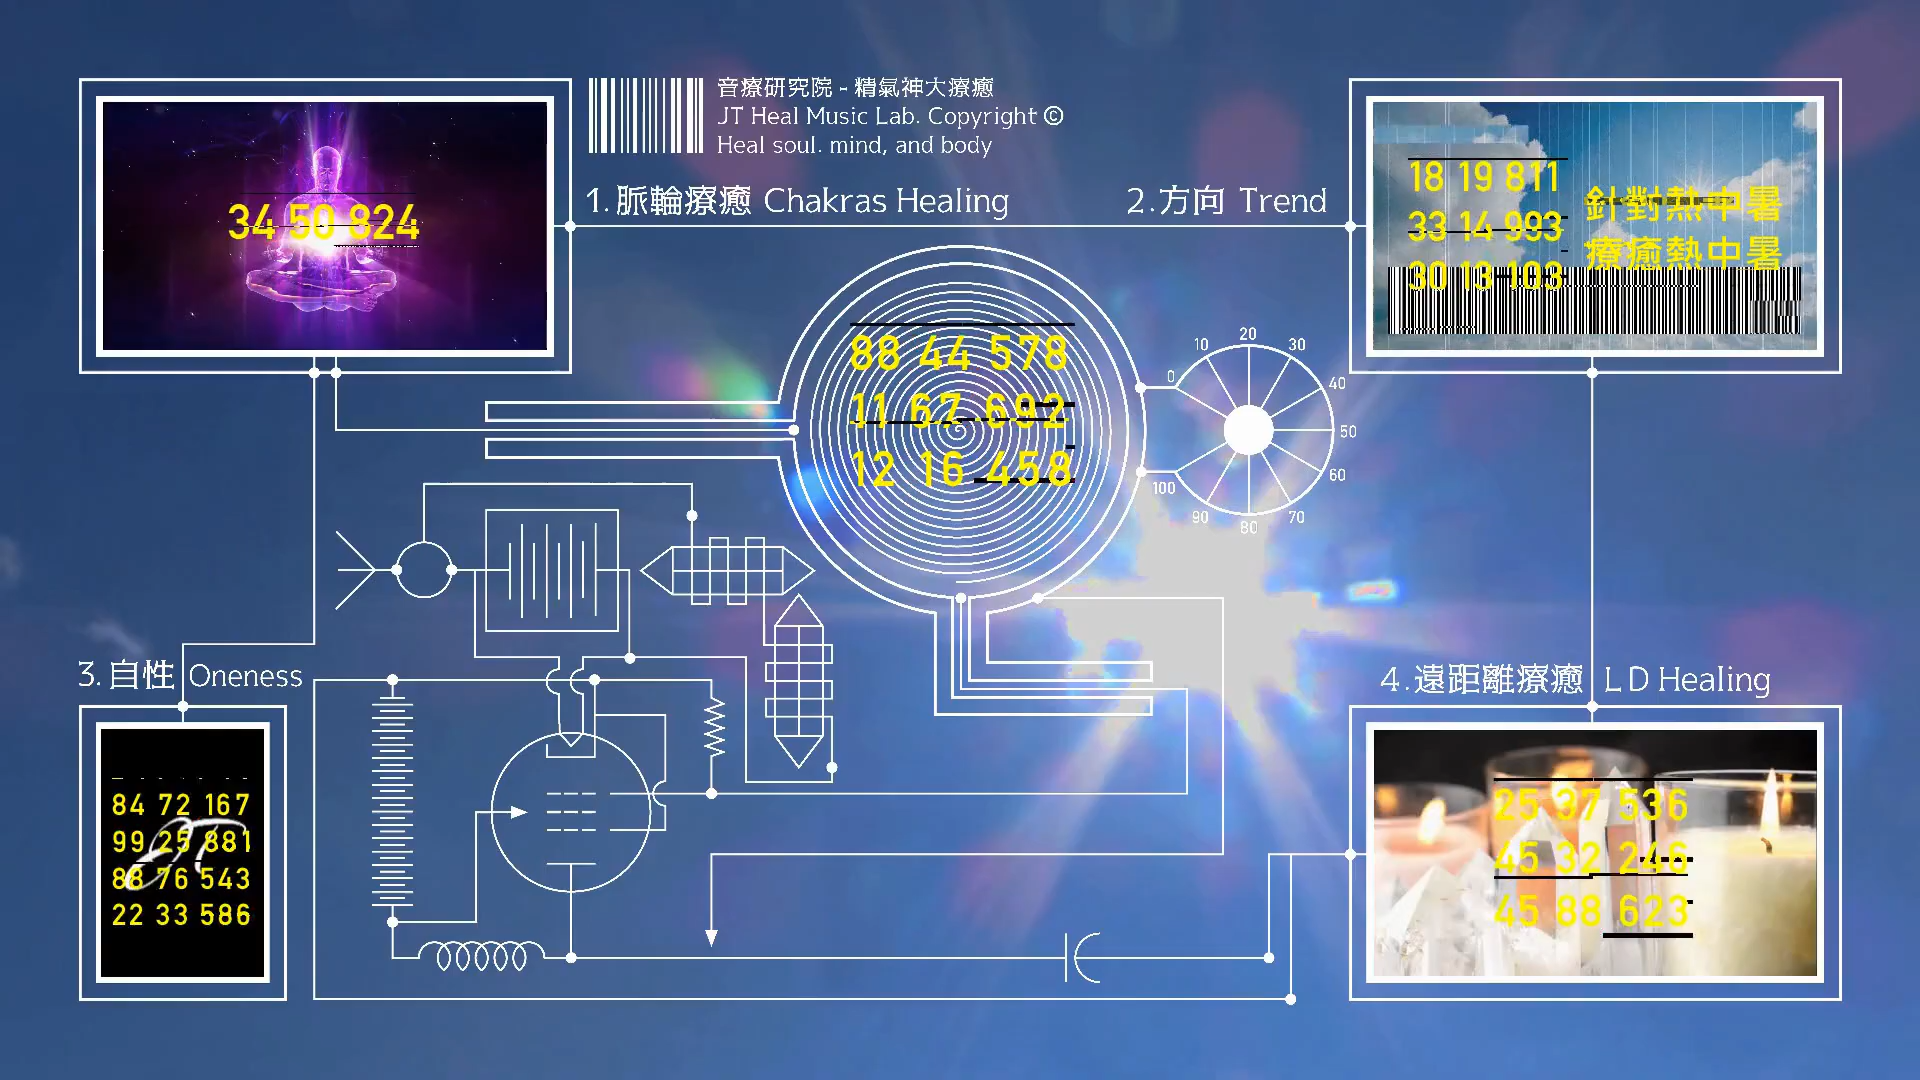 音療研究院 - 精氣神大療癒
JT Heal Music Lab. Copyright ©
Heal soul. mind, and body
1.脈輪療癒 Chakras Healing
2.方向 Trend
34 50 824
18 19 811
33 14 993
30 13 103
針對熱中暑
療癒熱中暑
88 44 578
11 67 692
12 16 458
0
10
20
30
40
50
60
70
80
90
100
3.自性 Oneness
84 72 167
99 25 881
88 76 543
22 33 586
JT
4.遠距離療癒 LD Healing
25 37 536
45 32 246
45 88 623